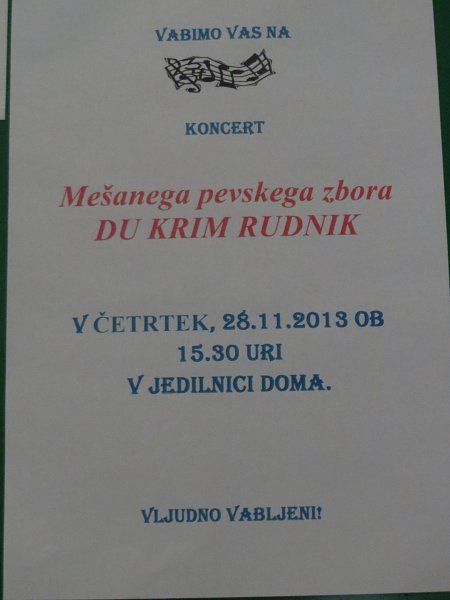 VABIMO VAS NA
KONCERT
Mešanega pevskega zbora
DU KRIM RUDNIK
V ČETRTEK, 28.11.2013 OB
15.30 URI
V JEDILNICI DOMA.
VLJUDNO VABLJENI!